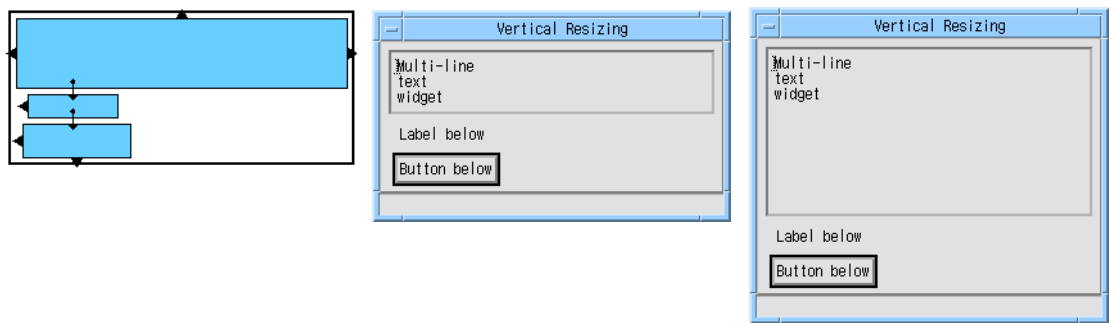 Vertical Resizing
Multi-line
text
widget
Label below
Button below
Vertical Resizing
Multi-line
text
widget
Label below
Button below